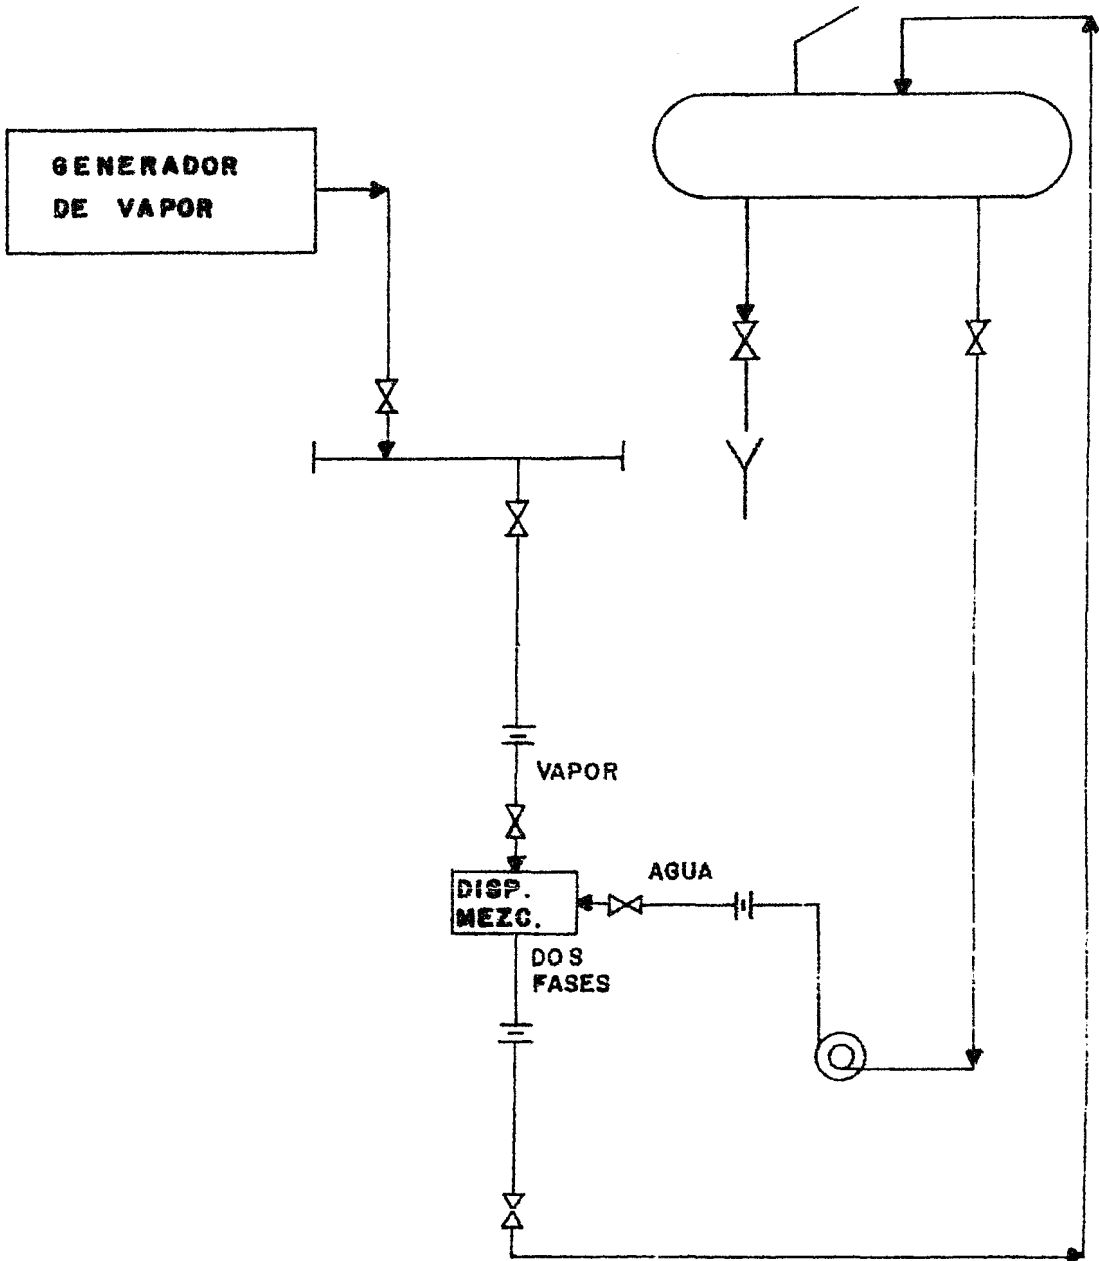 GENERADOR
DE VAPOR
VAPOR
AGUA
DISP.
MEZC.
DOS
FASES